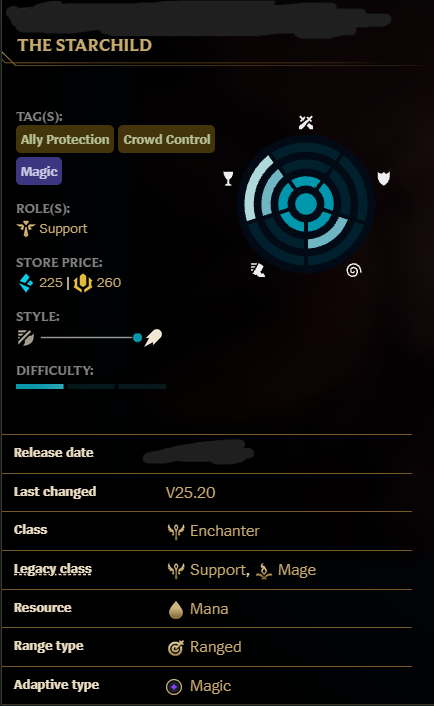 THE STARCHILD
TAG(S):
Ally Protection Crowd Control
Magic
ROLE(S):
Support
STORE PRICE:
225 | 260
STYLE:
DIFFICULTY:
Release date
Last changed V25.20
Class Enchanter
Legacy class Support, Mage
Resource Mana
Range type Ranged
Adaptive type Magic